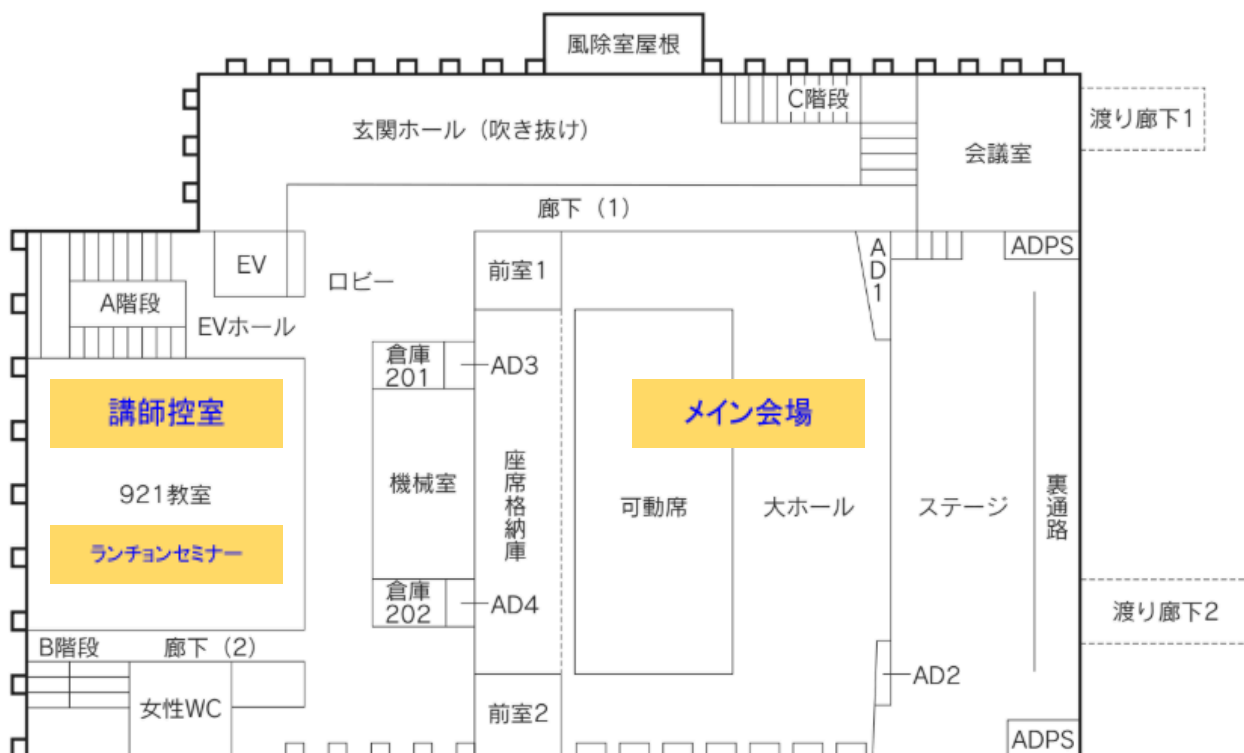 風除室屋根
C階段
渡り廊下1
玄関ホール（吹き抜け）
会議室
廊下（1）
EV
ロビー
前室1
AD1
ADPS
A階段
EVホール
倉庫
201
AD3
講師控室
メイン会場
921教室
機械室
座席格納庫
可動席
大ホール
ステージ
裏通路
ランチョンセミナー
倉庫
202
AD4
渡り廊下2
B階段
廊下（2）
AD2
女性WC
前室2
ADPS